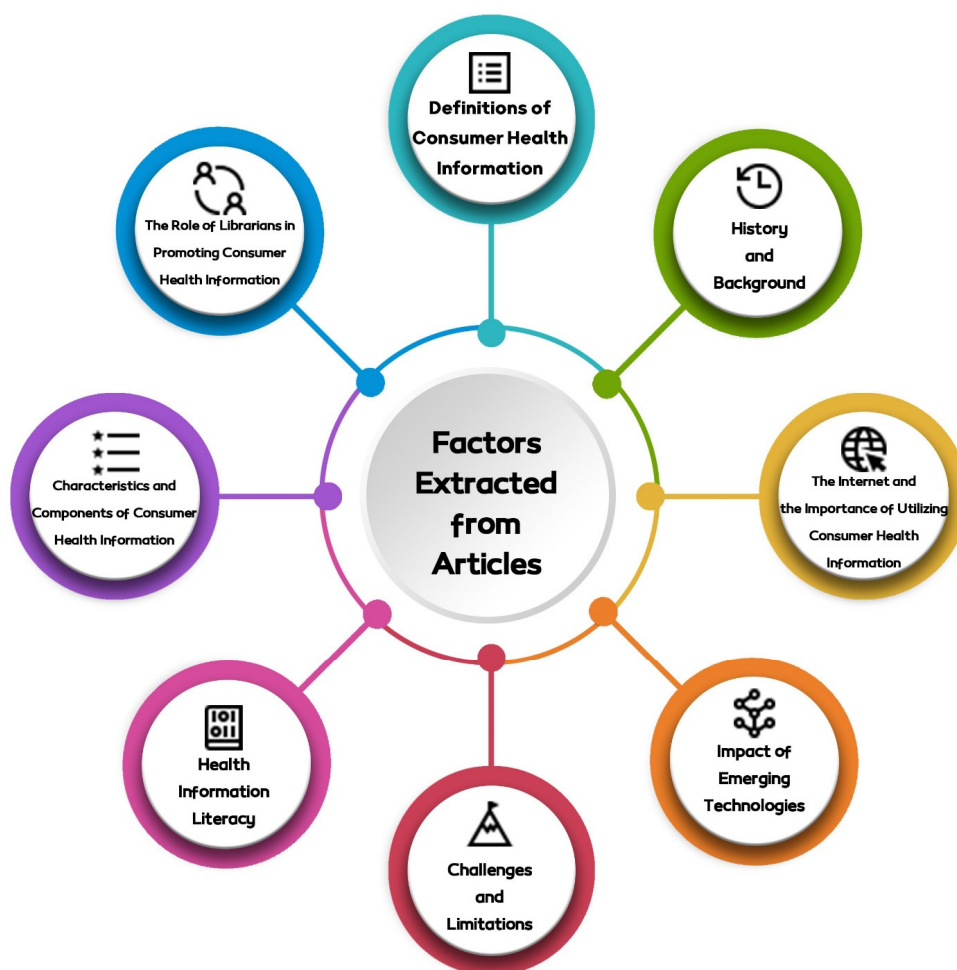 Definitions of
Consumer Health
Information
History
and
Background
The Internet and
the Importance of Utilizing
Consumer Health
Information
Impact of
Emerging
Technologies
Challenges
and
Limitations
101
011
Health
Information
Literacy
Characteristics and
Components of Consumer
Health Information
The Role of Librarians in
Promoting Consumer
Health Information
Factors
Extracted
from
Articles